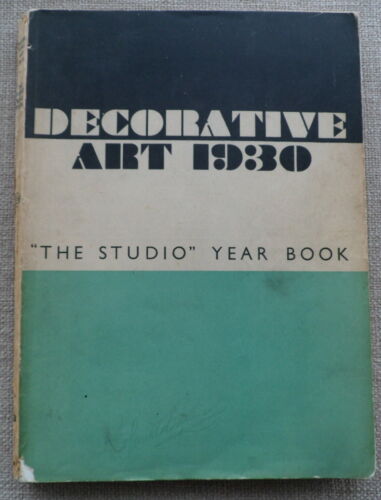 DECORATIVE
ART 1930
"THE STUDIO" YEAR BOOK